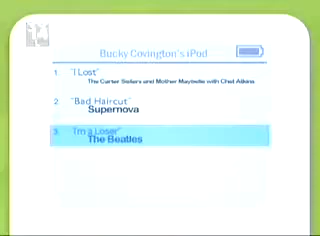 Bucky Covington's iPod
1 "I Lost"
The Carter Sisters and Mother Maybelle with Chet Atkins
2 "Bad Haircut"
Supernova
3 "I'm a Loser"
The Beatles